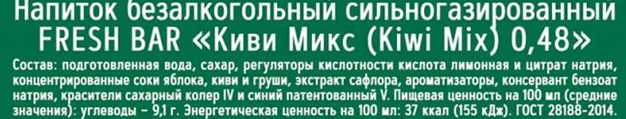 Напиток безалкогольный сильногазированный
FRESH BAR «Киви Микс (Kiwi Mix) 0,48»
Состав: подготовленная вода, сахар, регуляторы кислотности кислота лимонная и цитрат натрия,
концентрированные соки яблока, киви и груши, экстракт сафлора, ароматизаторы, консервант бензоат
натрия, красители сахарный колер IV и синий патентованный V. Пищевая ценность на 100 мл (средние
значения): углеводы – 9,1 г. Энергетическая ценность на 100 мл: 37 ккал (155 кДж). ГОСТ 28188-2014.